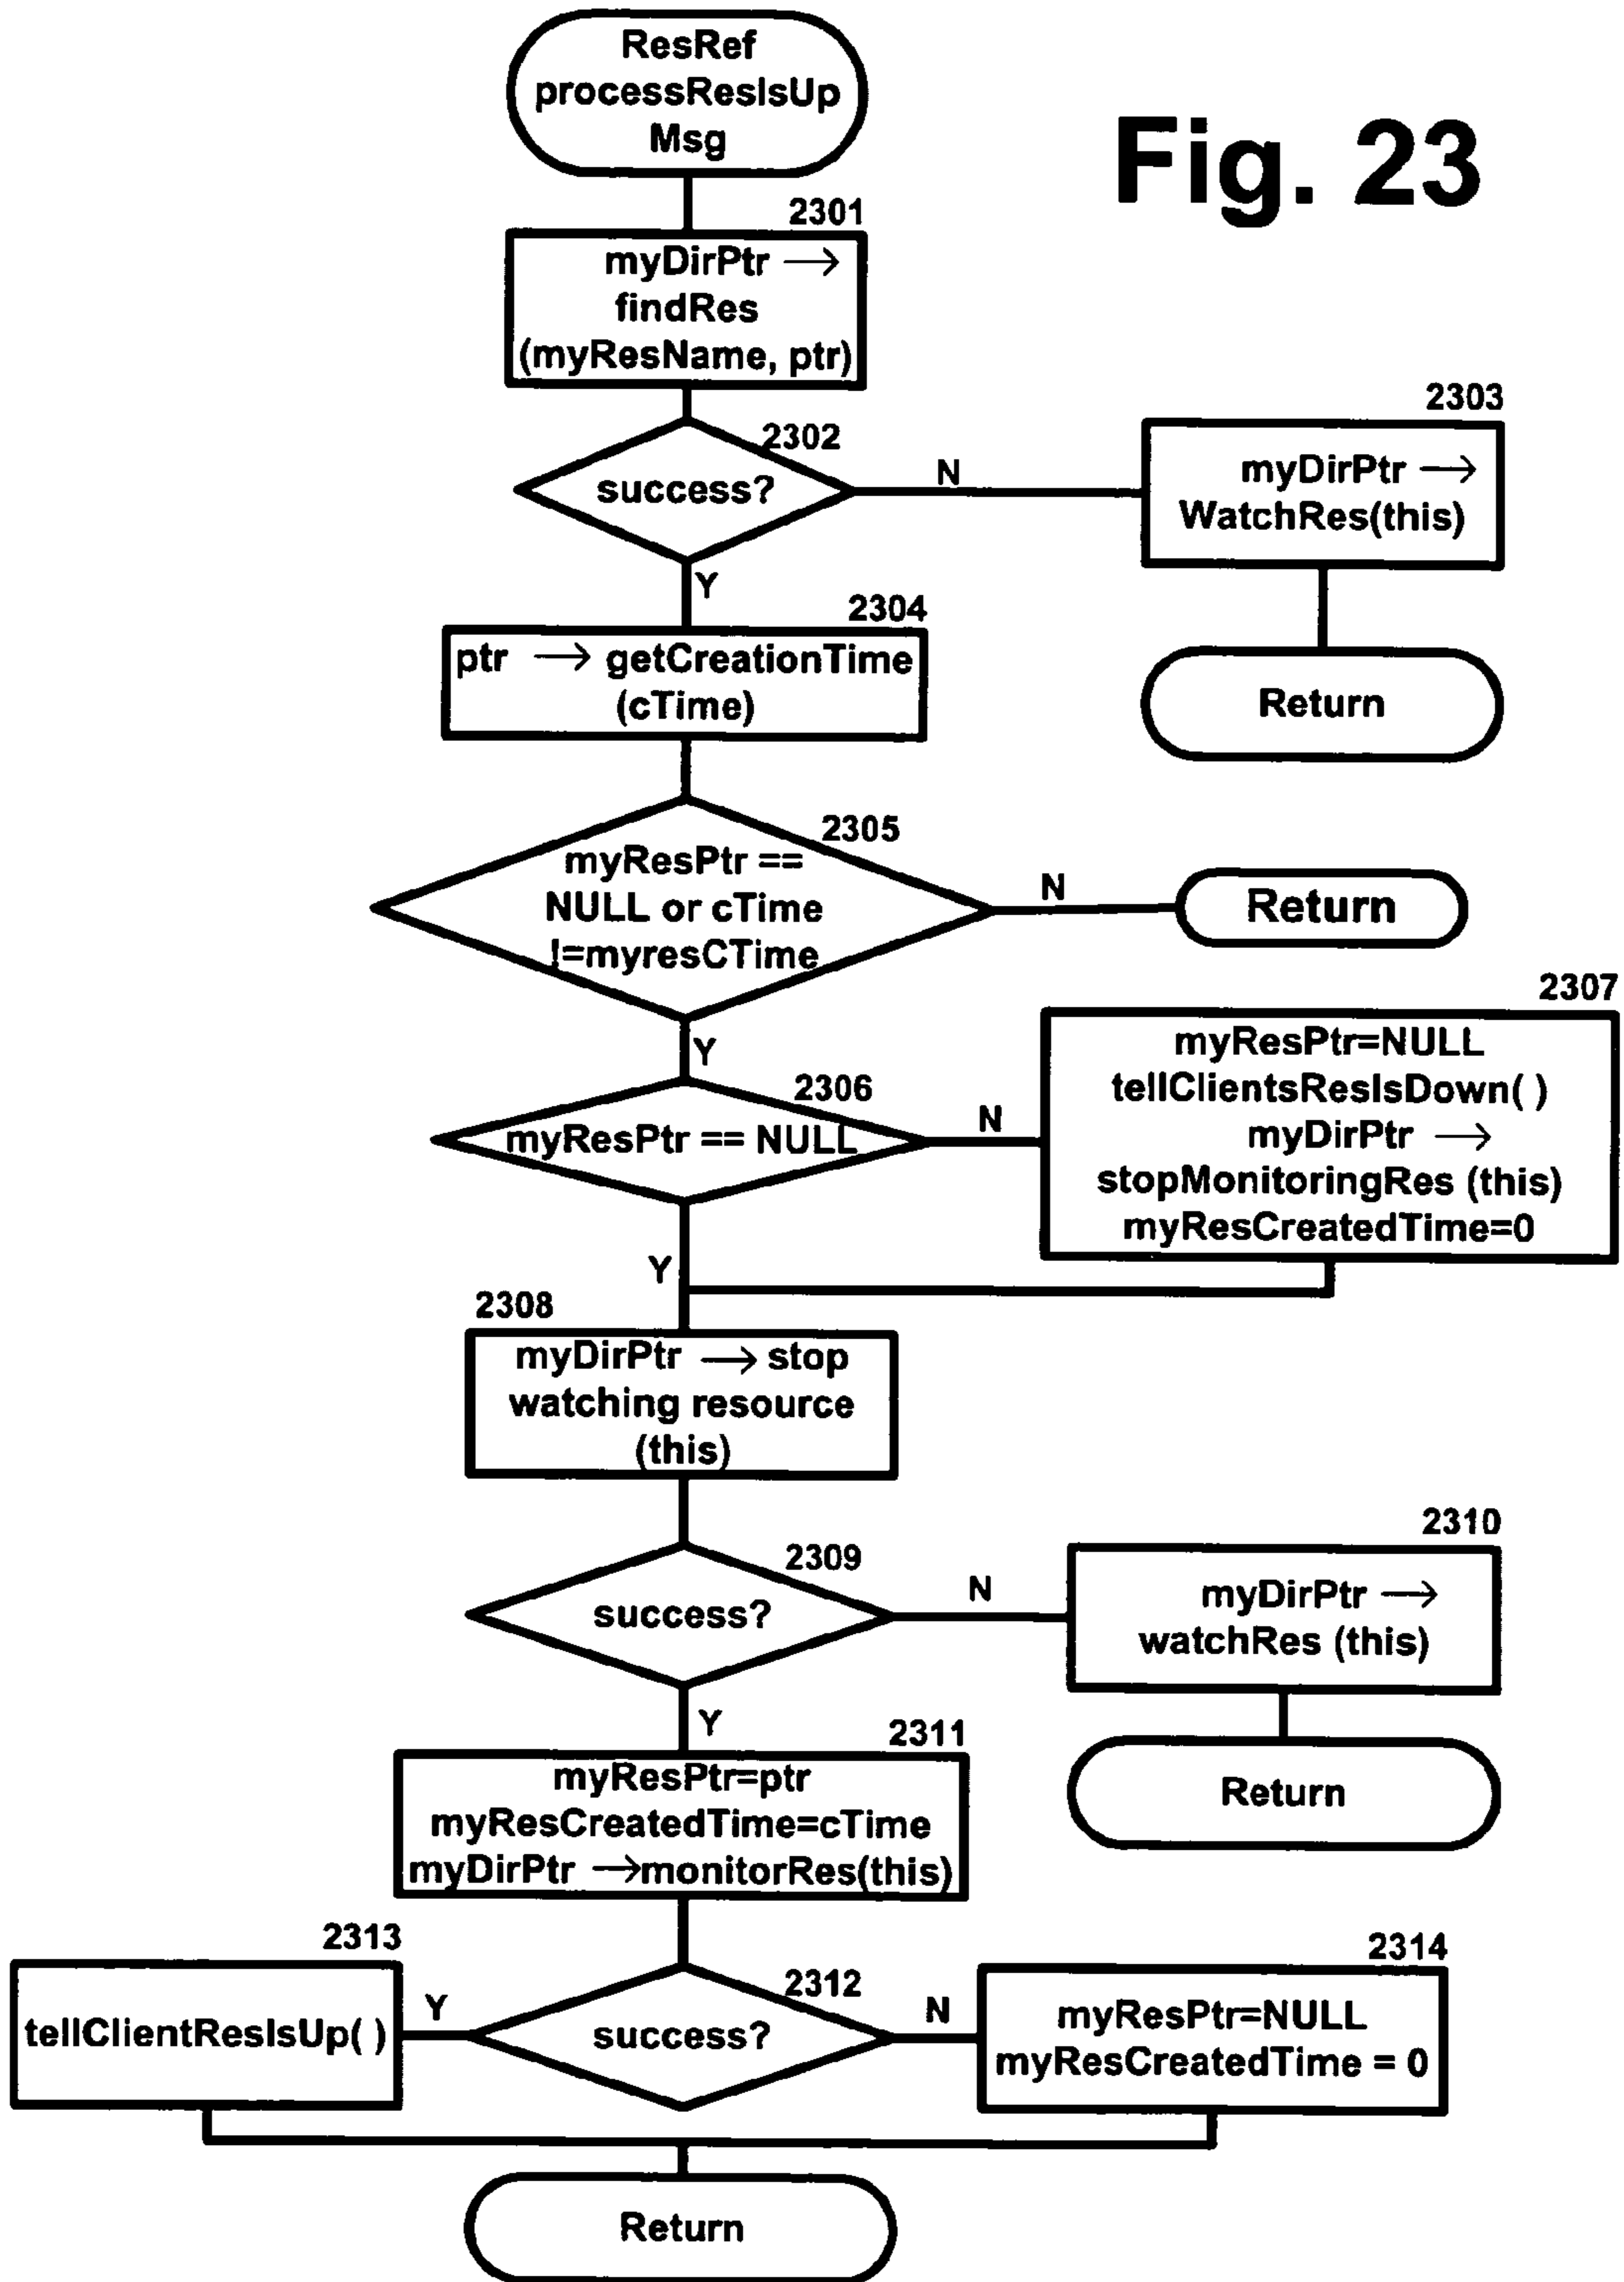 ResRef
processResIsUp
Msg
Fig. 23
2301
myDirPtr →
findRes
(myResName, ptr)
2302
success?
N
2303
myDirPtr →
WatchRes(this)
Return
Y
2304
ptr → getCreationTime
(cTime)
2305
myResPtr ==
NULL or cTime
!=myresCTime
N
Return
Y
2306
myResPtr == NULL
N
2307
myResPtr=NULL
tellClientsResIsDown( )
myDirPtr →
stopMonitoringRes (this)
myResCreatedTime=0
Y
2308
myDirPtr → stop
watching resource
(this)
2309
success?
N
2310
myDirPtr →
watchRes (this)
Return
Y
2311
myResPtr=ptr
myResCreatedTime=cTime
myDirPtr →monitorRes(this)
2312
success?
Y
2313
tellClientResIsUp( )
N
2314
myResPtr=NULL
myResCreatedTime = 0
Return